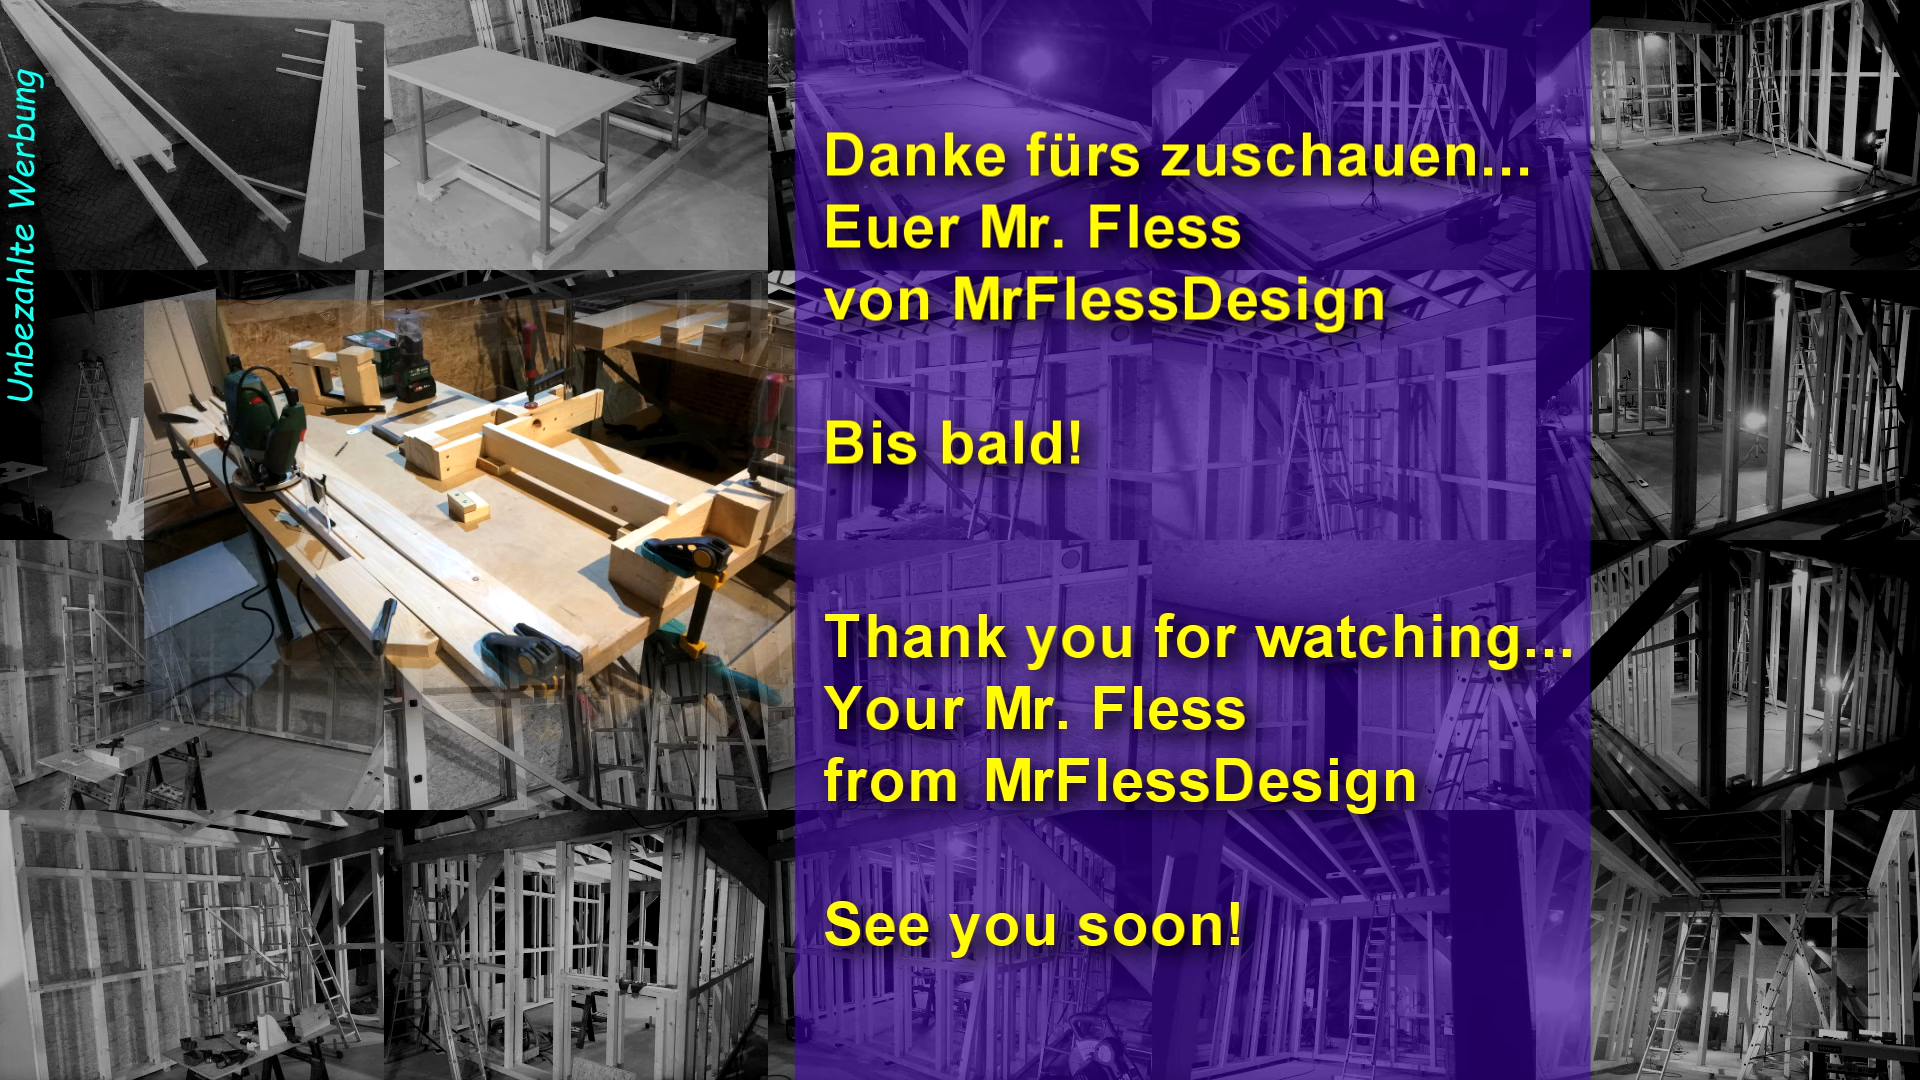 Unbezahlte Werbung
Danke fürs zuschauen...
Euer Mr. Fless
von MrFlessDesign
Bis bald!
Thank you for watching...
Your Mr. Fless
from MrFlessDesign
See you soon!